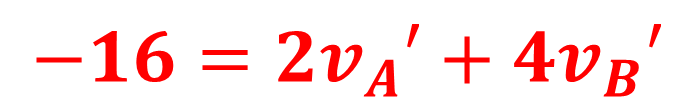 −16 = 2v_A′ + 4v_B′